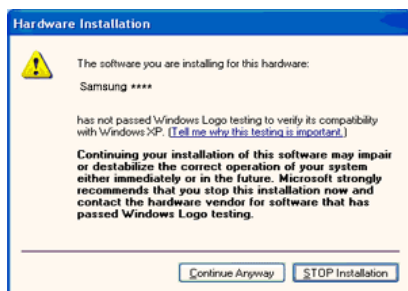 Hardware Installation
The software you are installing for this hardware:
Samsung ****
has not passed Windows Logo testing to verify its compatibility
with Windows XP. (Tell me why this testing is important.)
Continuing your installation of this software may impair
or destabilize the correct operation of your system
either immediately or in the future. Microsoft strongly
recommends that you stop this installation now and
contact the hardware vendor for software that has
passed Windows Logo testing.
Continue Anyway STOP Installation